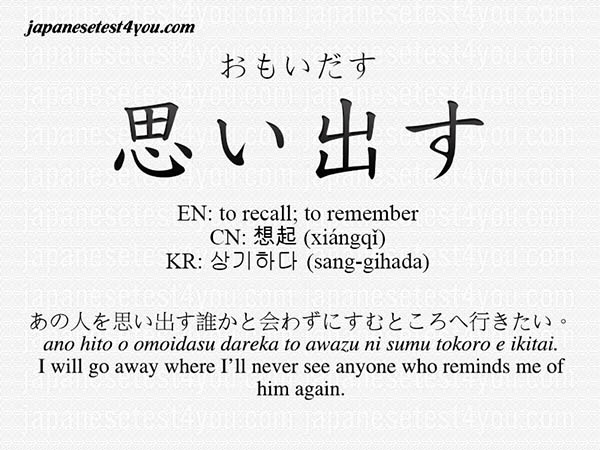 japanesetest4you.com
おもいだす
思い出す
EN: to recall; to remember
CN: 想起 (xiángqǐ)
KR: 상기하다 (sang-gihada)
あの人を思い出す誰かと会わずにすむところへ行きたい。
ano hito o omoidasu dareka to awazu ni sumu tokoro e ikitai.
I will go away where I’ll never see anyone who reminds me of
him again.